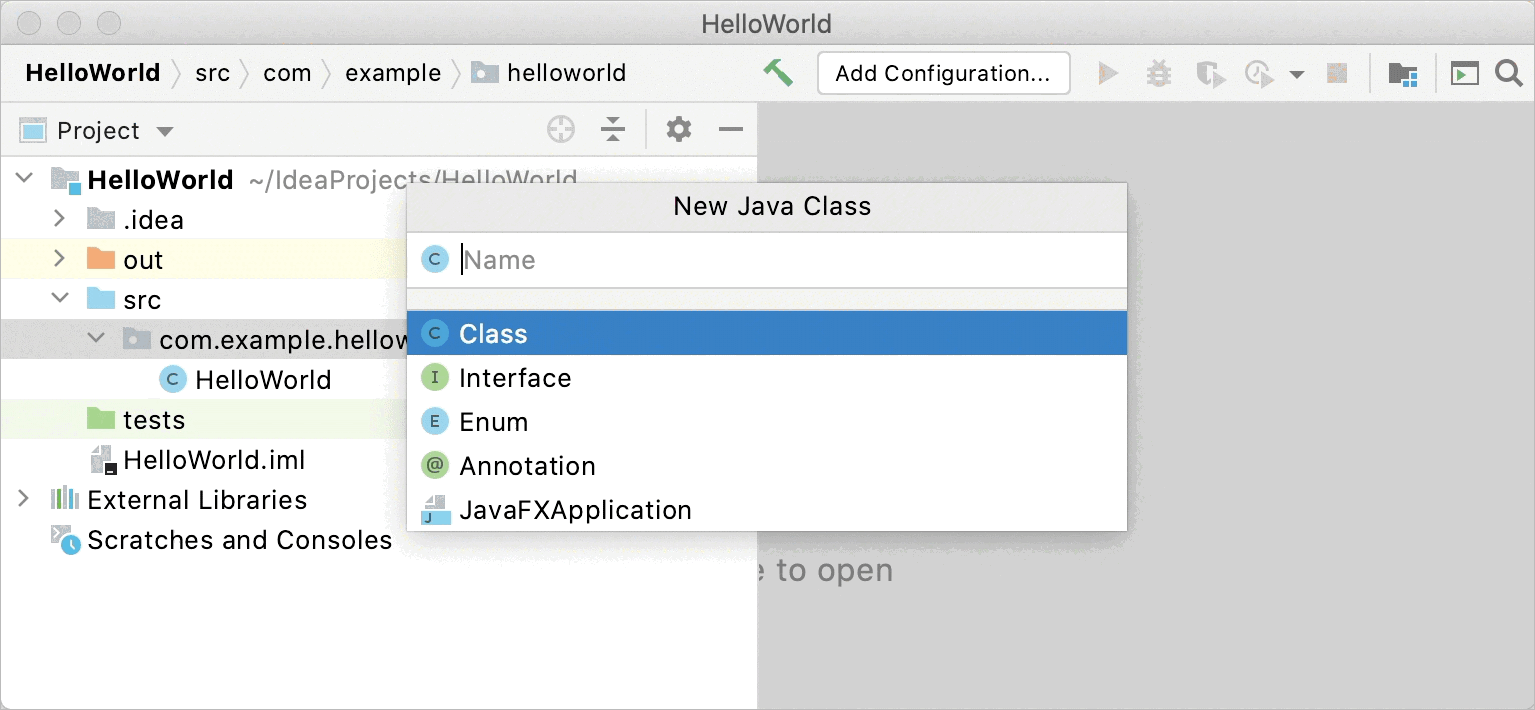 HelloWorld
HelloWorld src com example helloworld Add Configuration...
Project
HelloWorld ~/IdeaProjects/HelloWorld
.idea
out
src
com.example.hellow
HelloWorld
tests
HelloWorld.iml
External Libraries
Scratches and Consoles
New Java Class
C Name
C Class
I Interface
E Enum
@ Annotation
J JavaFXApplication
to open